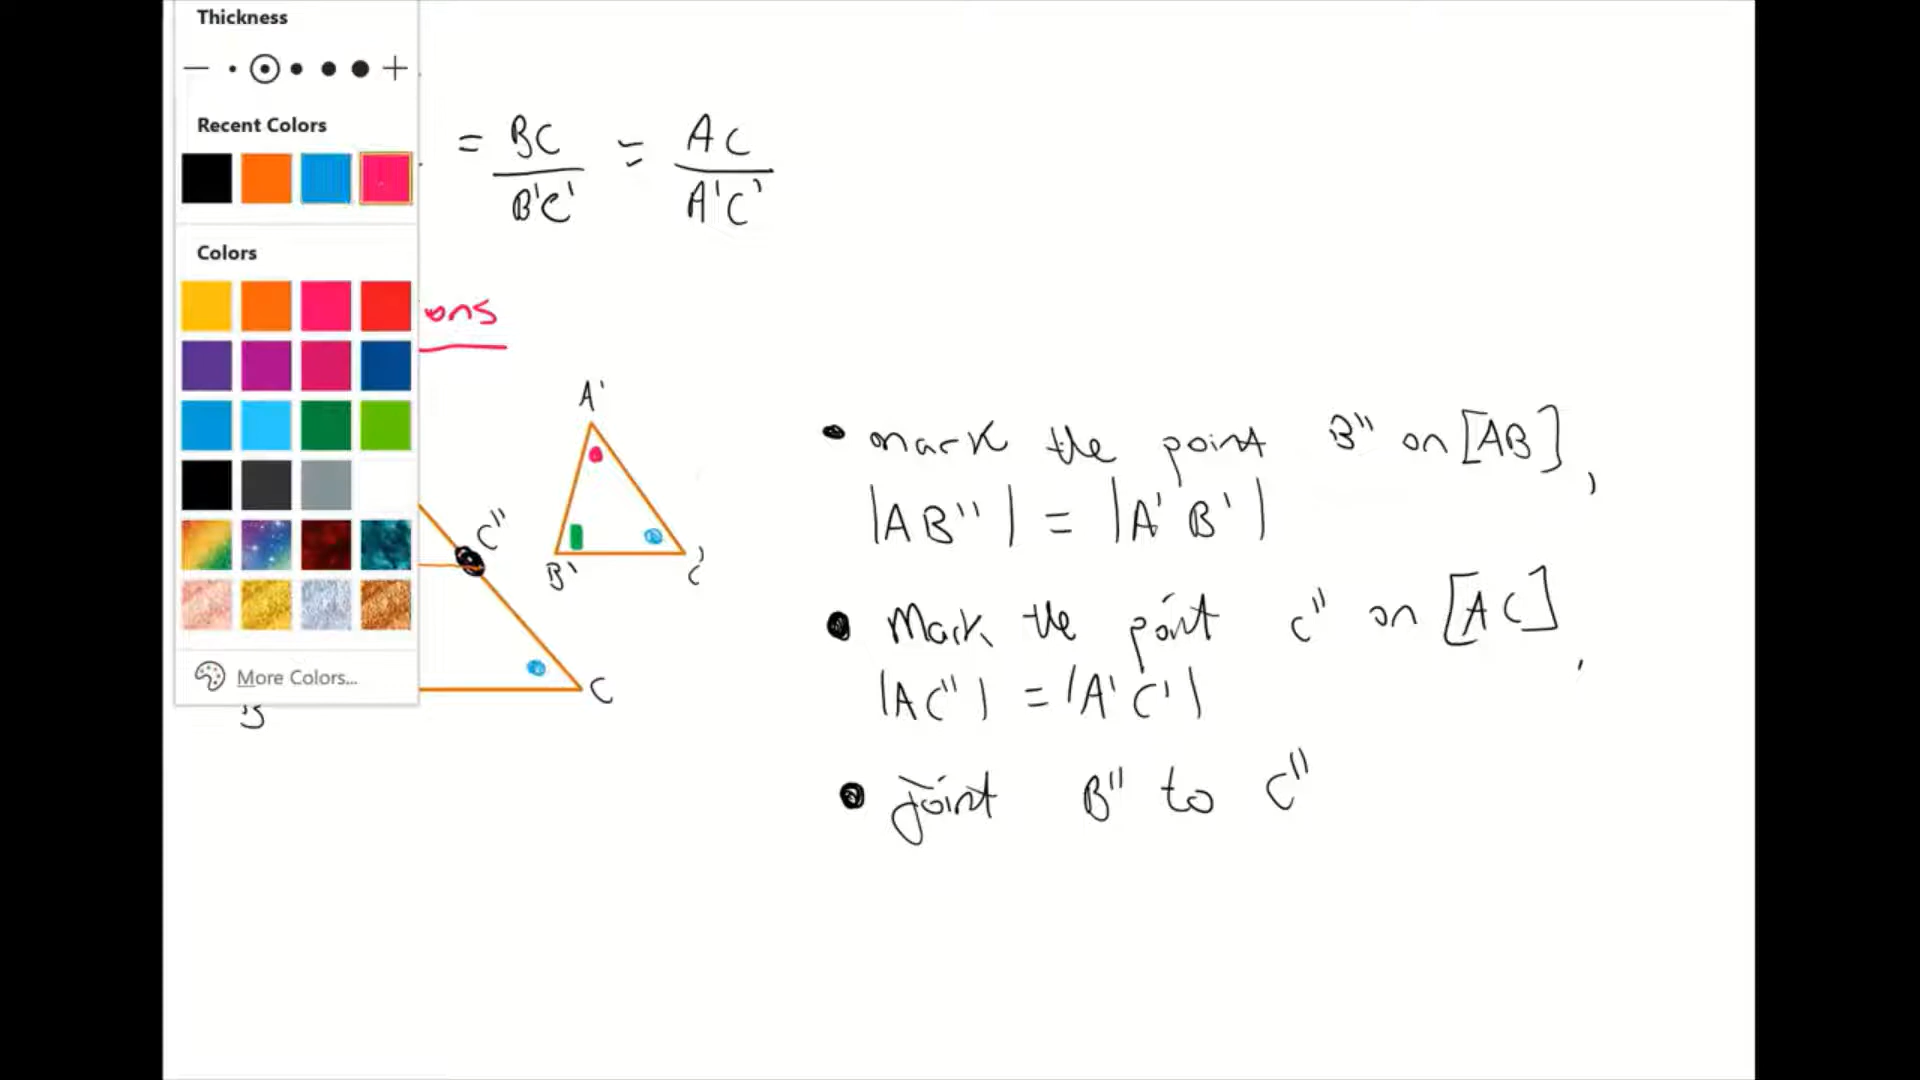 Thickness
Recent Colors
Colors
More Colors...
= BC / B'C' = AC / A'C'
ons
A'
B'
C'
C"
C
B
• mark the point B" on [AB],
|AB"| = |A'B'|
• Mark the point C" on [AC],
|AC"| = |A'C'|
• joint B" to C"